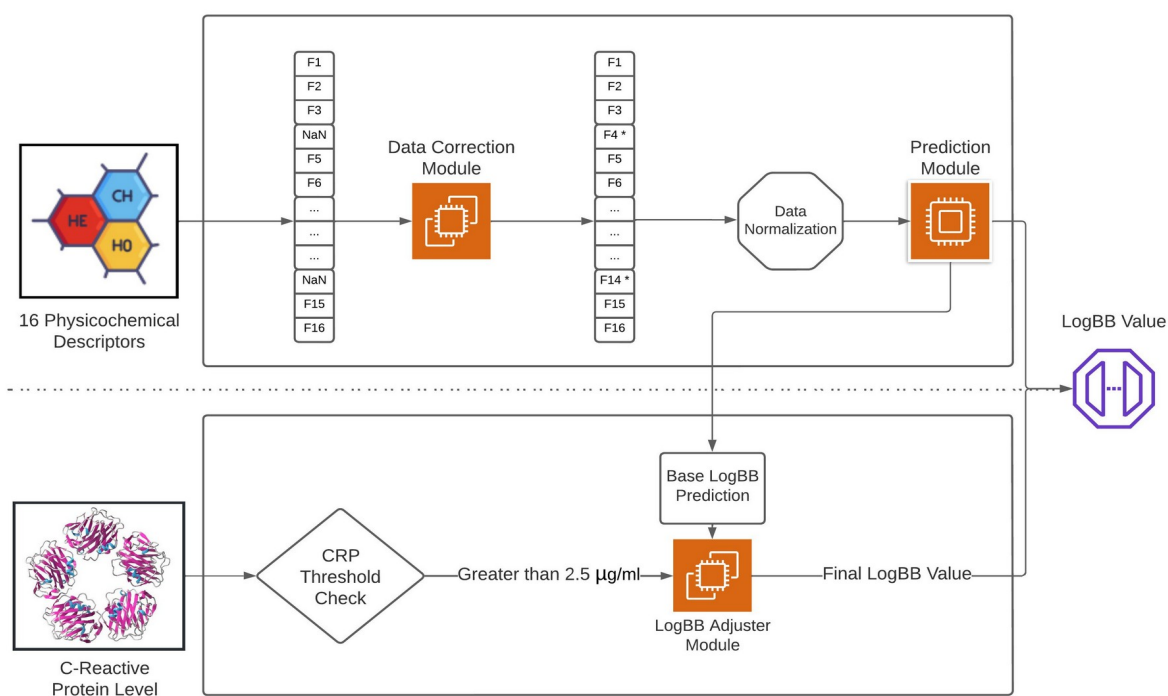 F1
F2
F3
NaN
F5
F6
...
...
...
NaN
F15
F16
Data Correction
Module
F1
F2
F3
F4 *
F5
F6
...
...
...
F14 *
F15
F16
Data
Normalization
Prediction
Module
CH
HE
HO
16 Physicochemical
Descriptors
LogBB Value
...
Base LogBB
Prediction
CRP
Threshold
Check
Greater than 2.5 μg/ml
Final LogBB Value
LogBB Adjuster
Module
C-Reactive
Protein Level